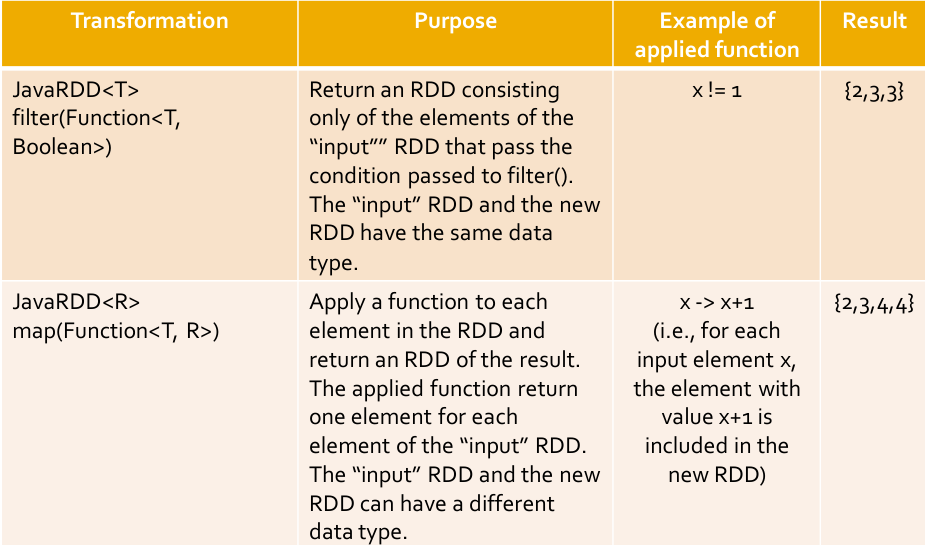 Transformation
Purpose
Example of
applied function
Result
JavaRDD<T>
filter(Function<T,
Boolean>)
Return an RDD consisting
only of the elements of the
“input”” RDD that pass the
condition passed to filter().
The “input” RDD and the new
RDD have the same data
type.
x != 1
{2,3,3}
JavaRDD<R>
map(Function<T, R>)
Apply a function to each
element in the RDD and
return an RDD of the result.
The applied function return
one element for each
element of the “input” RDD.
The “input” RDD and the new
RDD can have a different
data type.
x -> x+1
(i.e., for each
input element x,
the element with
value x+1 is
included in the
new RDD)
{2,3,4,4}